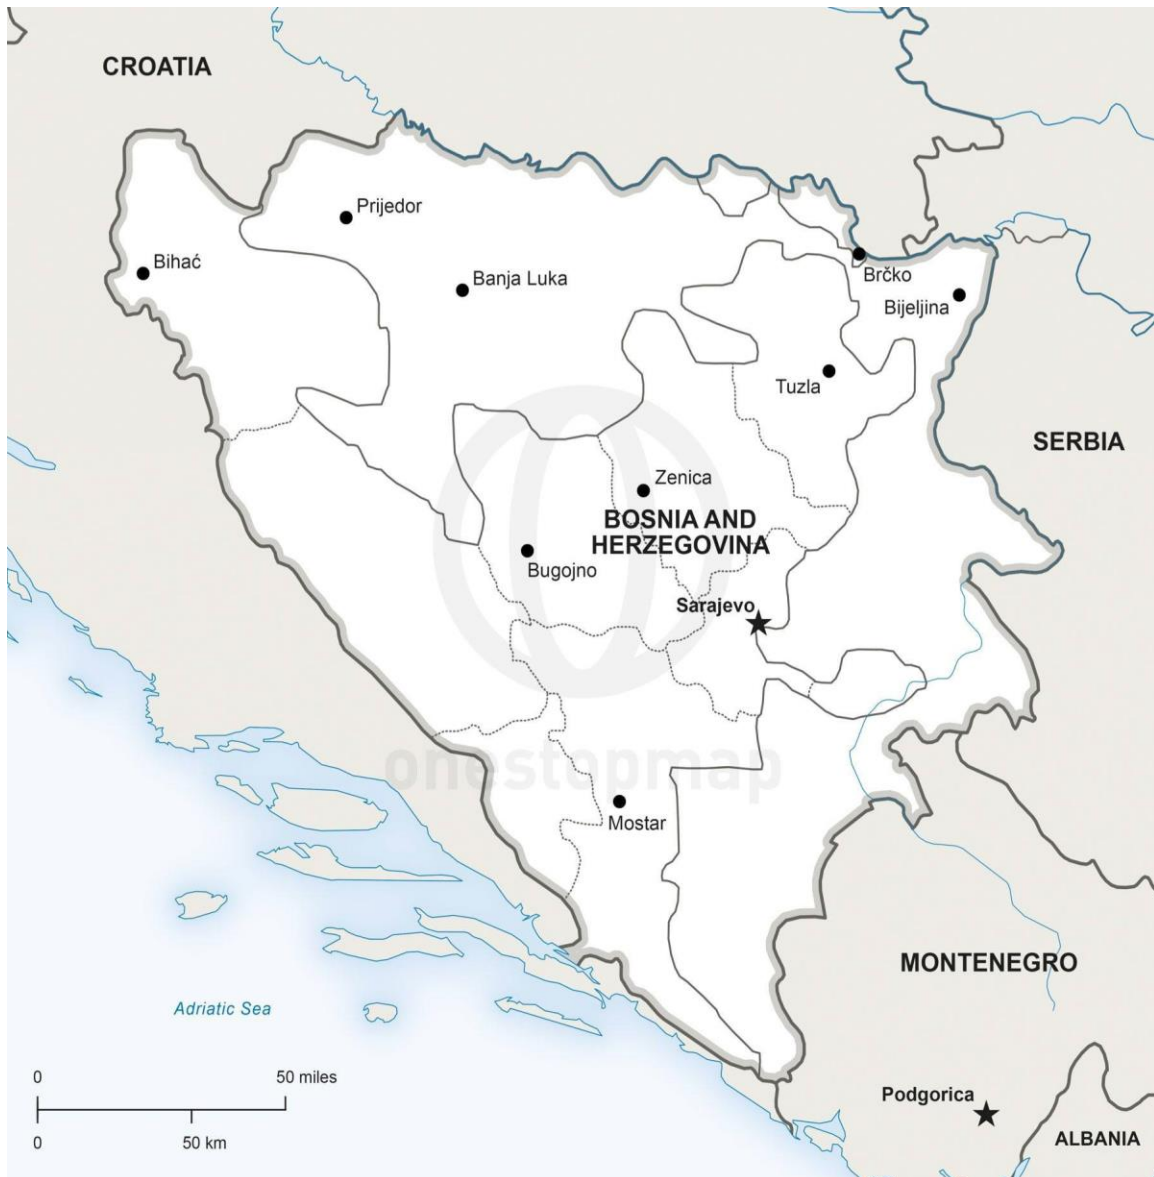 CROATIA
Prijedor
Bihać
Banja Luka
Brčko
Bijeljina
Tuzla
SERBIA
Zenica
BOSNIA AND
HERZEGOVINA
Bugojno
Sarajevo
onestopmap
Mostar
MONTENEGRO
Adriatic Sea
0 50 miles
0 50 km
Podgorica
ALBANIA